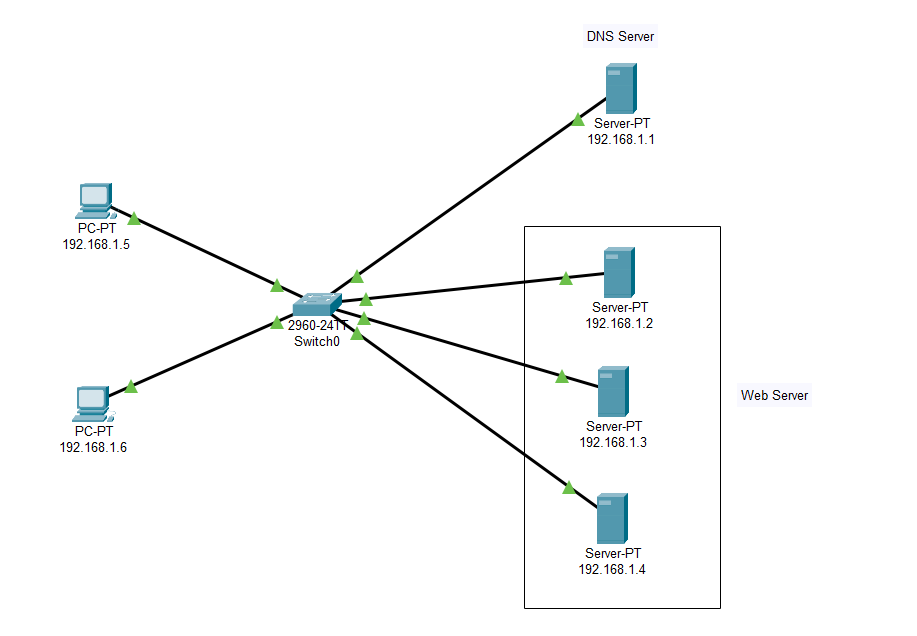 DNS Server
Server-PT
192.168.1.1
PC-PT
192.168.1.5
Server-PT
192.168.1.2
2960-24TT
Switch0
Server-PT
192.168.1.3
Web Server
PC-PT
192.168.1.6
Server-PT
192.168.1.4